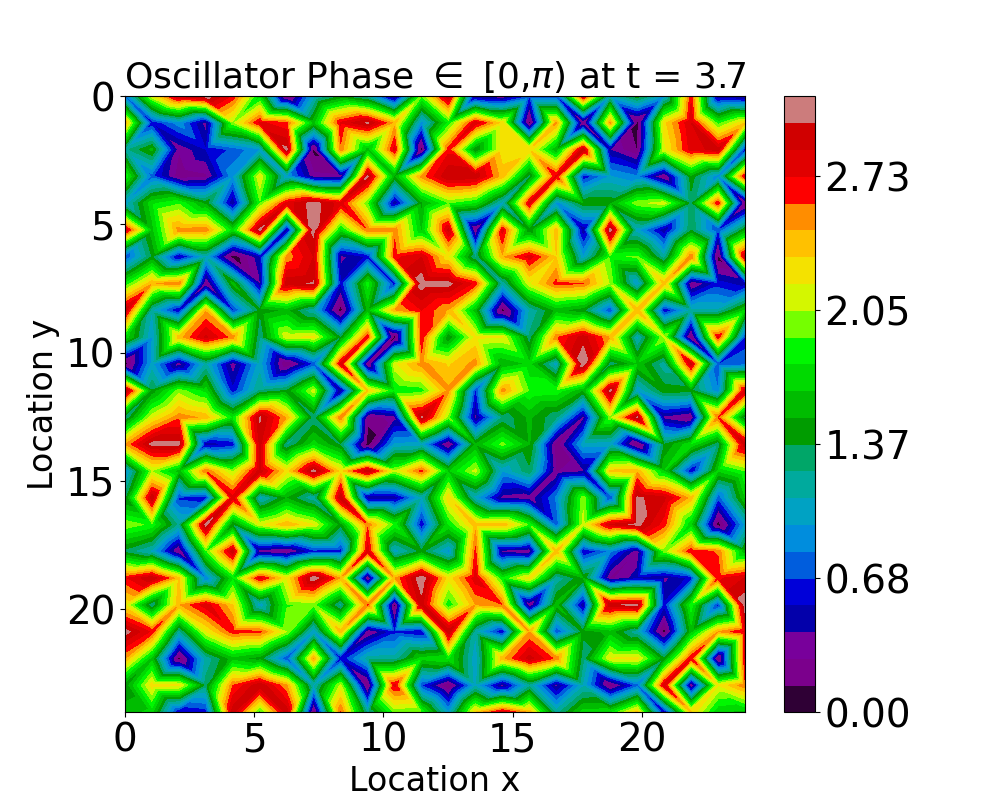 Oscillator Phase ∈ [0,π) at t = 3.7
0
5
10
15
20
Location y
0 5 10 15 20
Location x
2.73
2.05
1.37
0.68
0.00